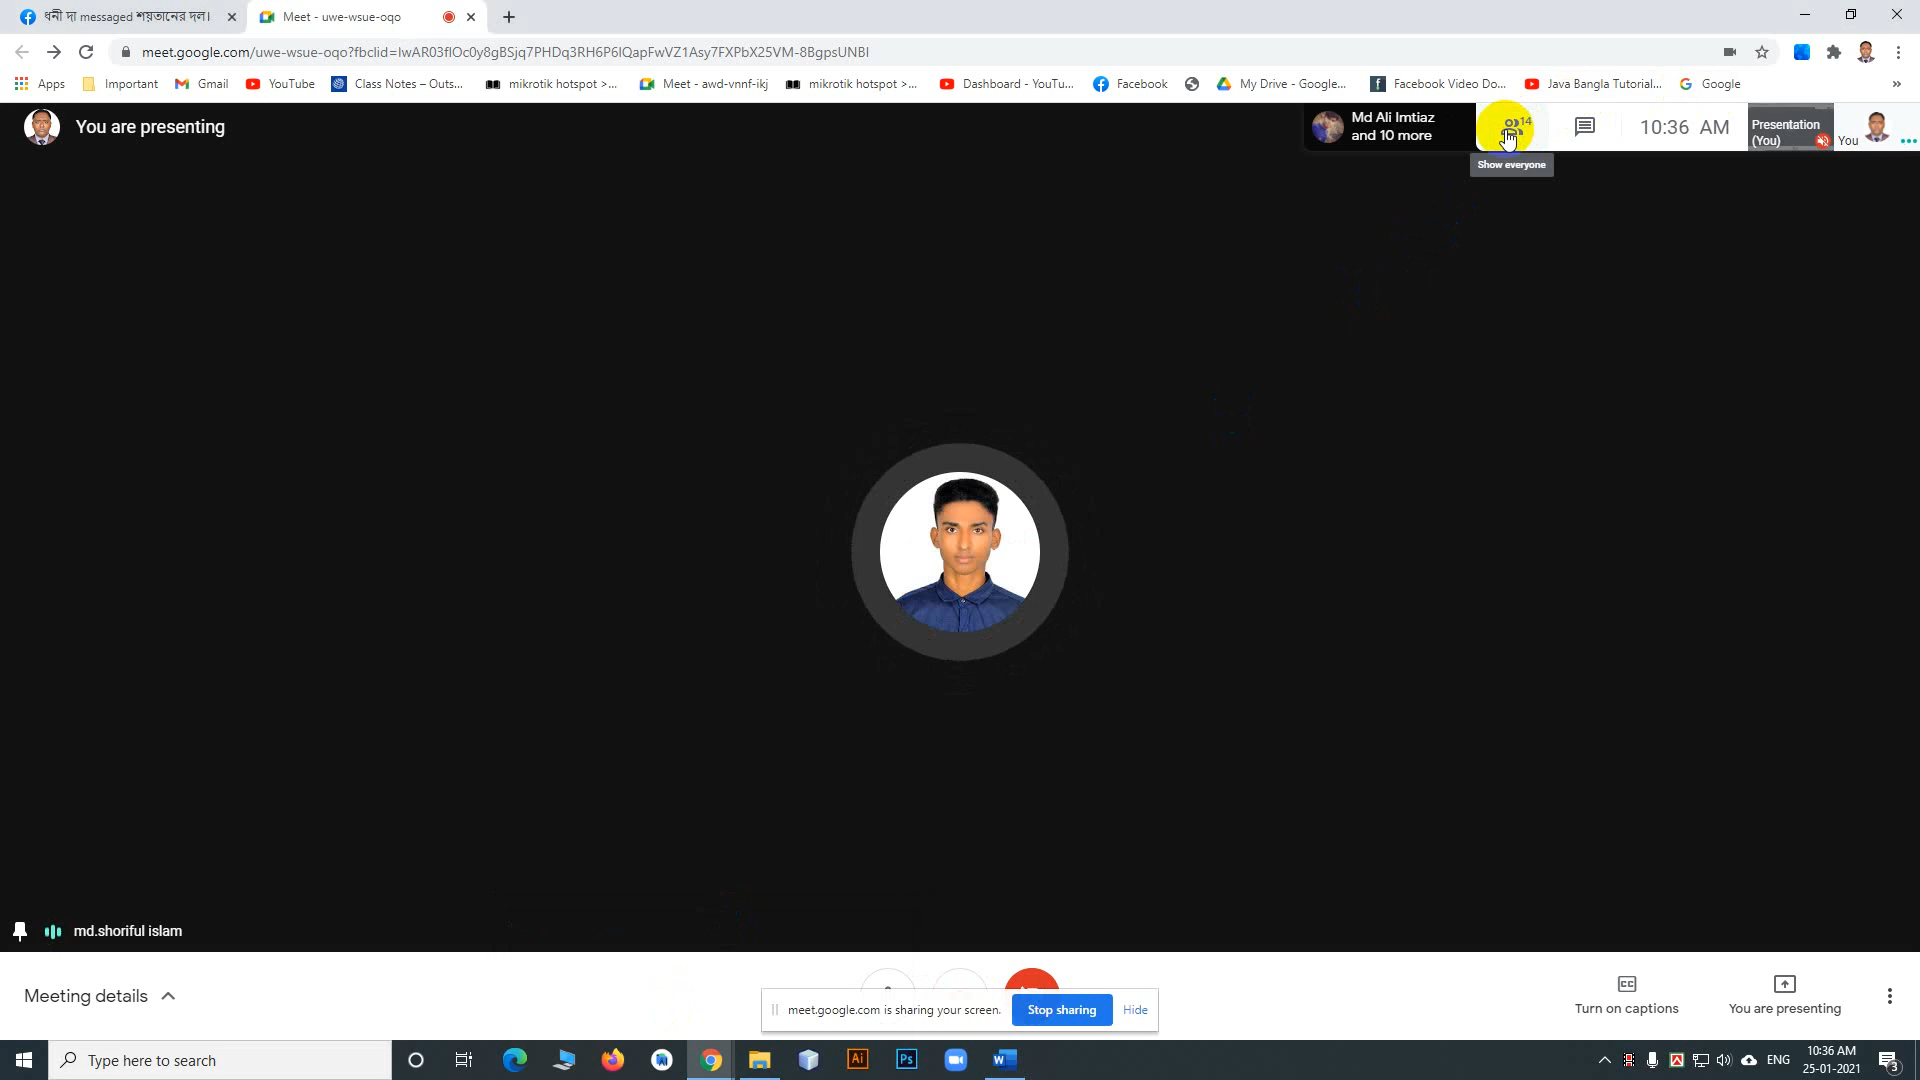 ধনী দা messaged শয়তানের দল।
Meet - uwe-wsue-oqo
meet.google.com/uwe-wsue-oqo?fbclid=IwAR03flOc0y8gBSjq7PHDq3RH6P6IQapFwVZ1Asy7FXPbX25VM-8BgpsUNBI
Apps
Important
Gmail
YouTube
Class Notes – Outs...
mikrotik hotspot >...
Meet - awd-vnnf-ikj
mikrotik hotspot >...
Dashboard - YouTu...
Facebook
My Drive - Google...
Facebook Video Do...
Java Bangla Tutorial...
Google
»
You are presenting
Md Ali Imtiaz
and 10 more
14
10:36 AM
Presentation
(You)
You
Show everyone
md.shoriful islam
Meeting details
meet.google.com is sharing your screen.
Stop sharing
Hide
Turn on captions
You are presenting
Type here to search
Ai
Ps
ENG
10:36 AM
25-01-2021
3